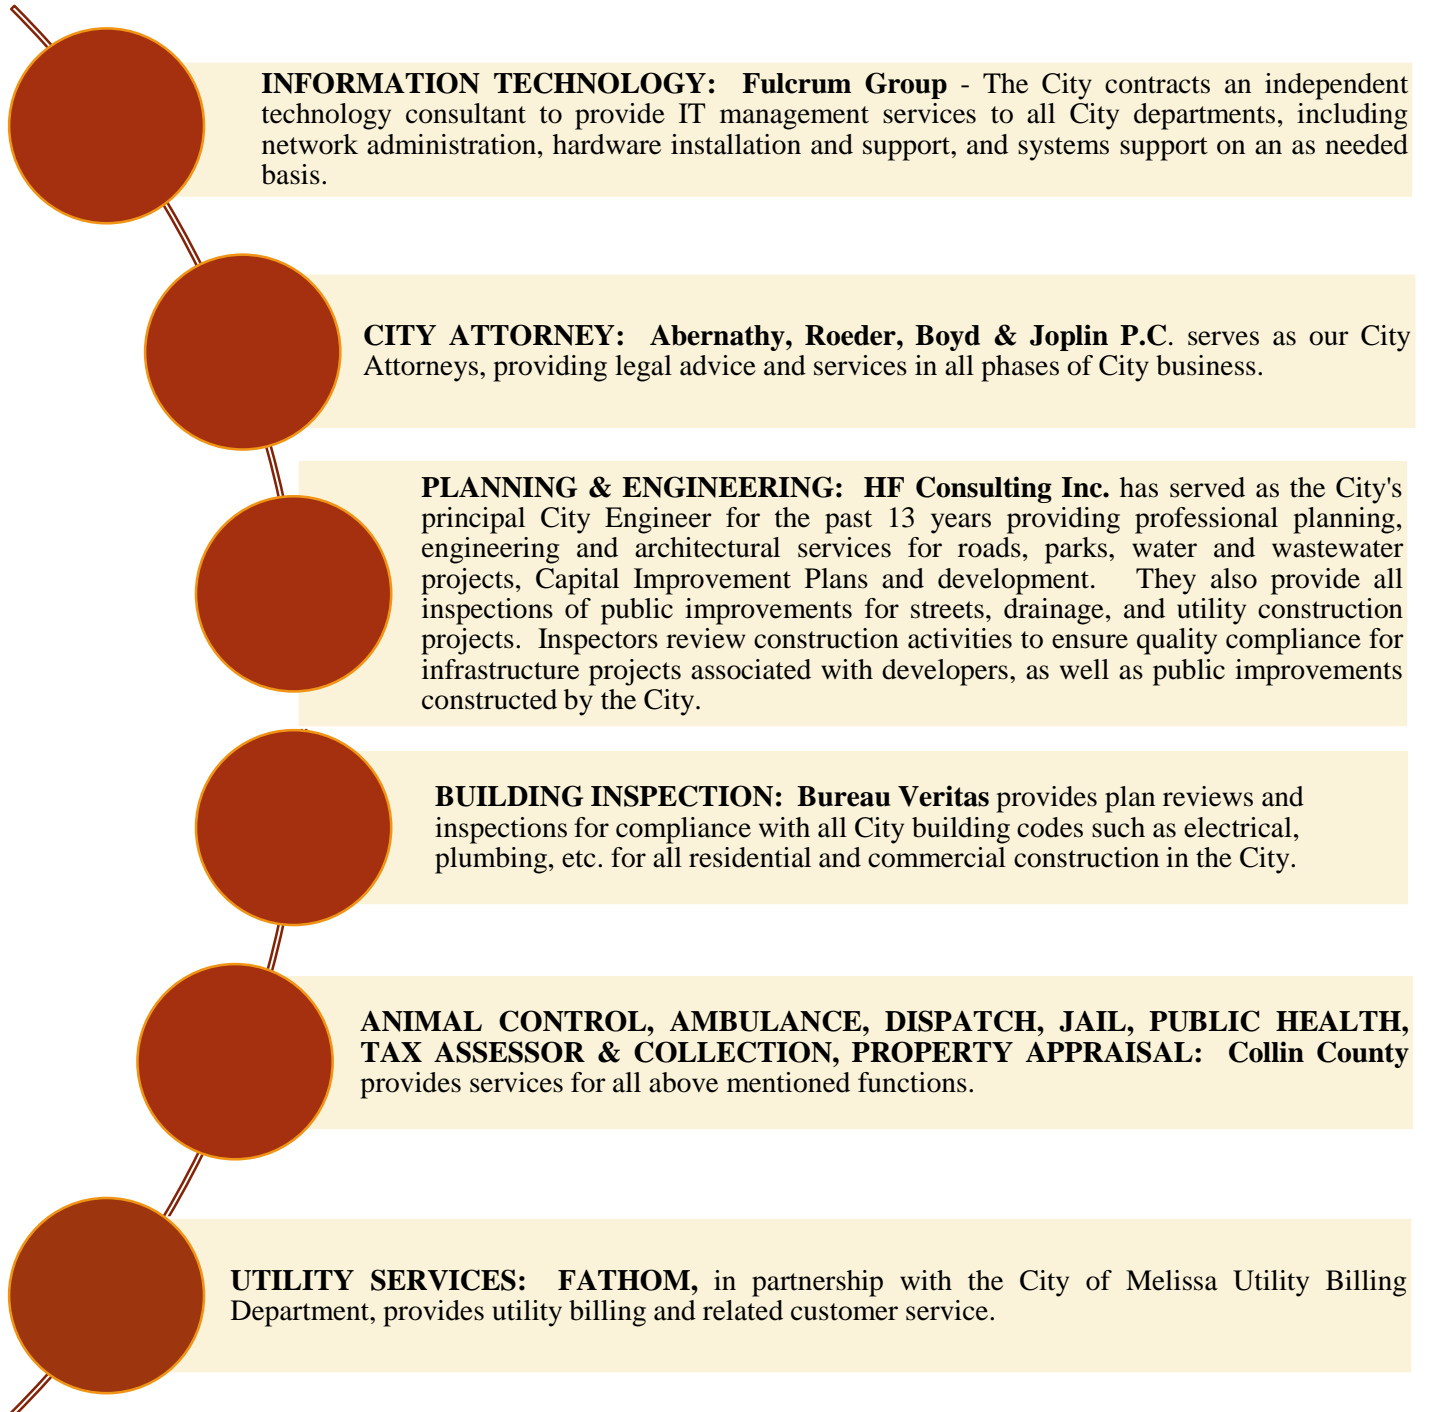 INFORMATION TECHNOLOGY: Fulcrum Group - The City contracts an independent
technology consultant to provide IT management services to all City departments, including
network administration, hardware installation and support, and systems support on an as needed
basis.
CITY ATTORNEY: Abernathy, Roeder, Boyd & Joplin P.C. serves as our City
Attorneys, providing legal advice and services in all phases of City business.
PLANNING & ENGINEERING: HF Consulting Inc. has served as the City's
principal City Engineer for the past 13 years providing professional planning,
engineering and architectural services for roads, parks, water and wastewater
projects, Capital Improvement Plans and development. They also provide all
inspections of public improvements for streets, drainage, and utility construction
projects. Inspectors review construction activities to ensure quality compliance for
infrastructure projects associated with developers, as well as public improvements
constructed by the City.
BUILDING INSPECTION: Bureau Veritas provides plan reviews and
inspections for compliance with all City building codes such as electrical,
plumbing, etc. for all residential and commercial construction in the City.
ANIMAL CONTROL, AMBULANCE, DISPATCH, JAIL, PUBLIC HEALTH,
TAX ASSESSOR & COLLECTION, PROPERTY APPRAISAL: Collin County
provides services for all above mentioned functions.
UTILITY SERVICES: FATHOM, in partnership with the City of Melissa Utility Billing
Department, provides utility billing and related customer service.